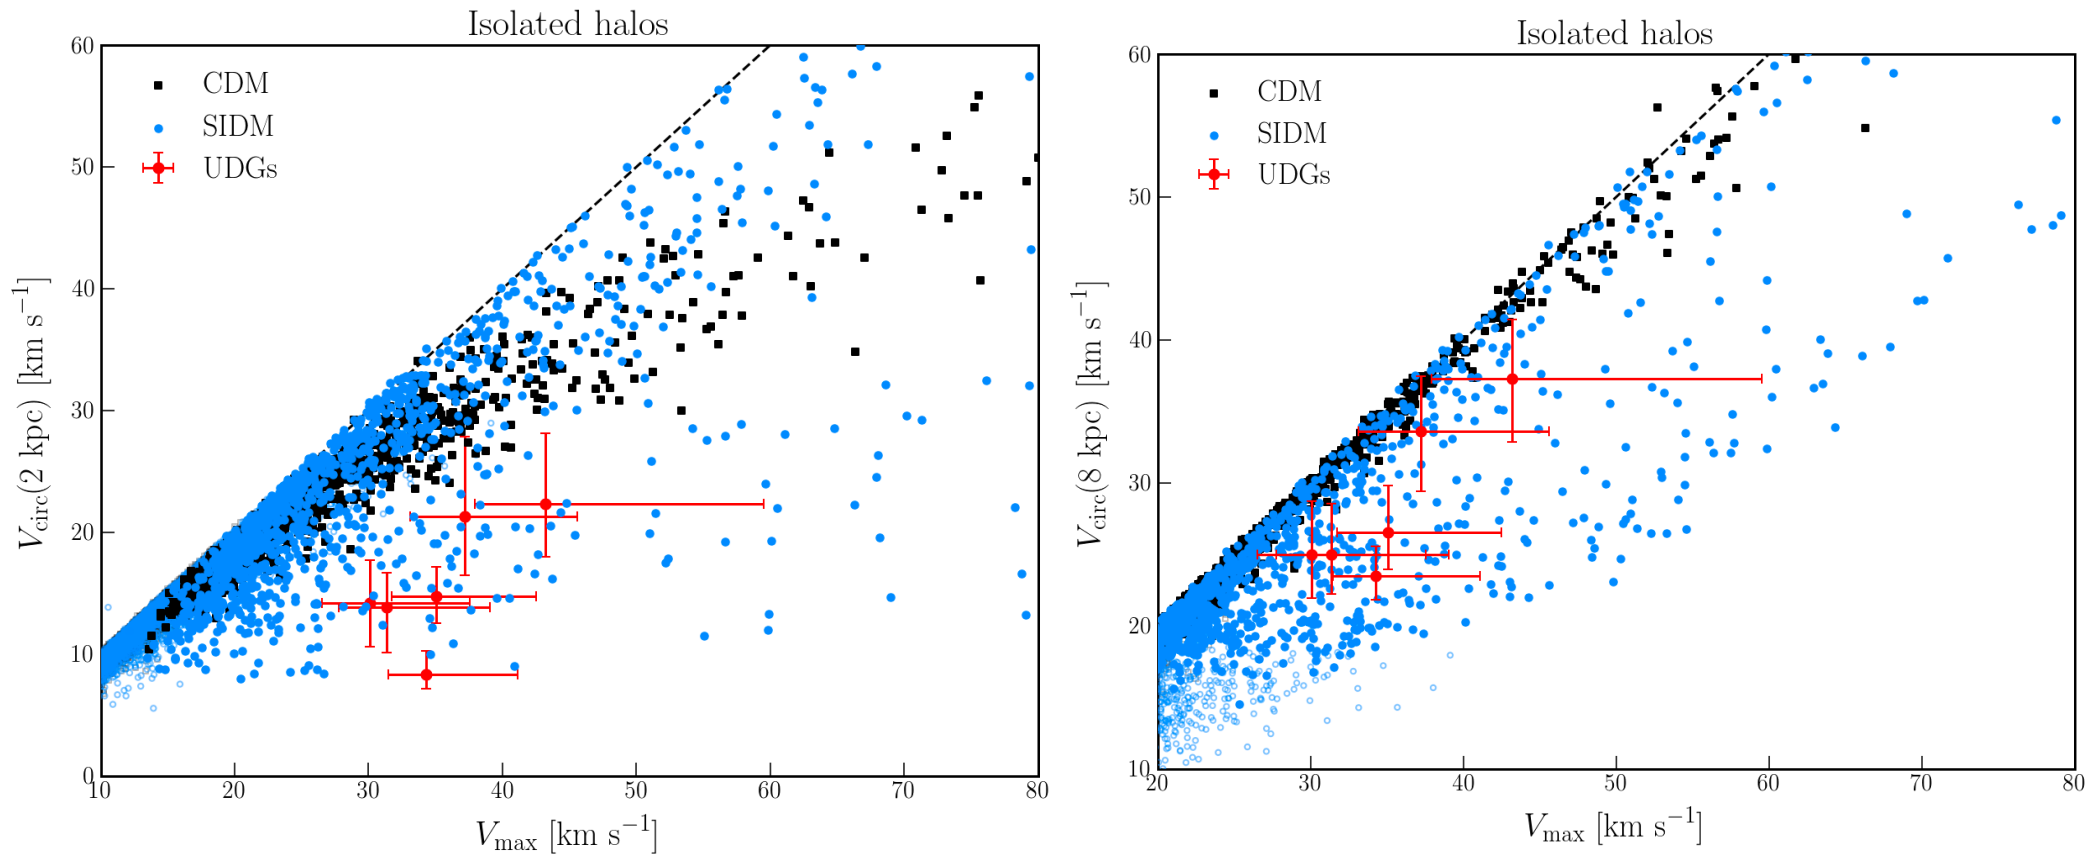 Isolated halos
60
50
40
30
20
10
0
CDM
SIDM
UDGs
V_circ(2 kpc) [km s⁻¹]
10 20 30 40 50 60 70 80
V_max [km s⁻¹]
Isolated halos
60
50
40
30
20
10
CDM
SIDM
UDGs
V_circ(8 kpc) [km s⁻¹]
20 30 40 50 60 70 80
V_max [km s⁻¹]